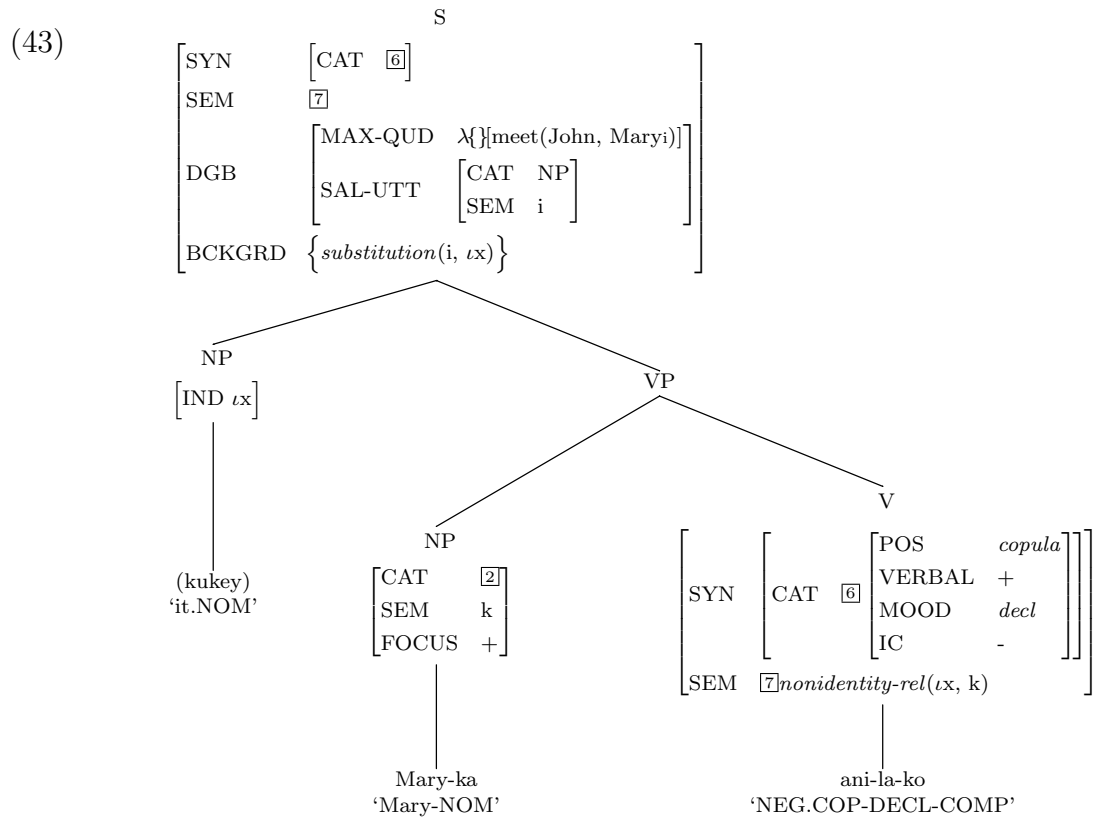 (43)
S
SYN [CAT 6]
SEM 7
DGB [MAX-QUD λ{}[meet(John, Maryi)]
SAL-UTT [CAT NP
SEM i]]
BCKGRD {substitution(i, ιx)}
NP
[IND ιx]
(kukey)
‘it.NOM’
VP
NP
[CAT 2
SEM k
FOCUS +]
Mary-ka
‘Mary-NOM’
V
[SYN [CAT 6 [POS copula
VERBAL +
MOOD decl
IC -]]
SEM 7 nonidentity-rel(ιx, k)]
ani-la-ko
‘NEG.COP-DECL-COMP’